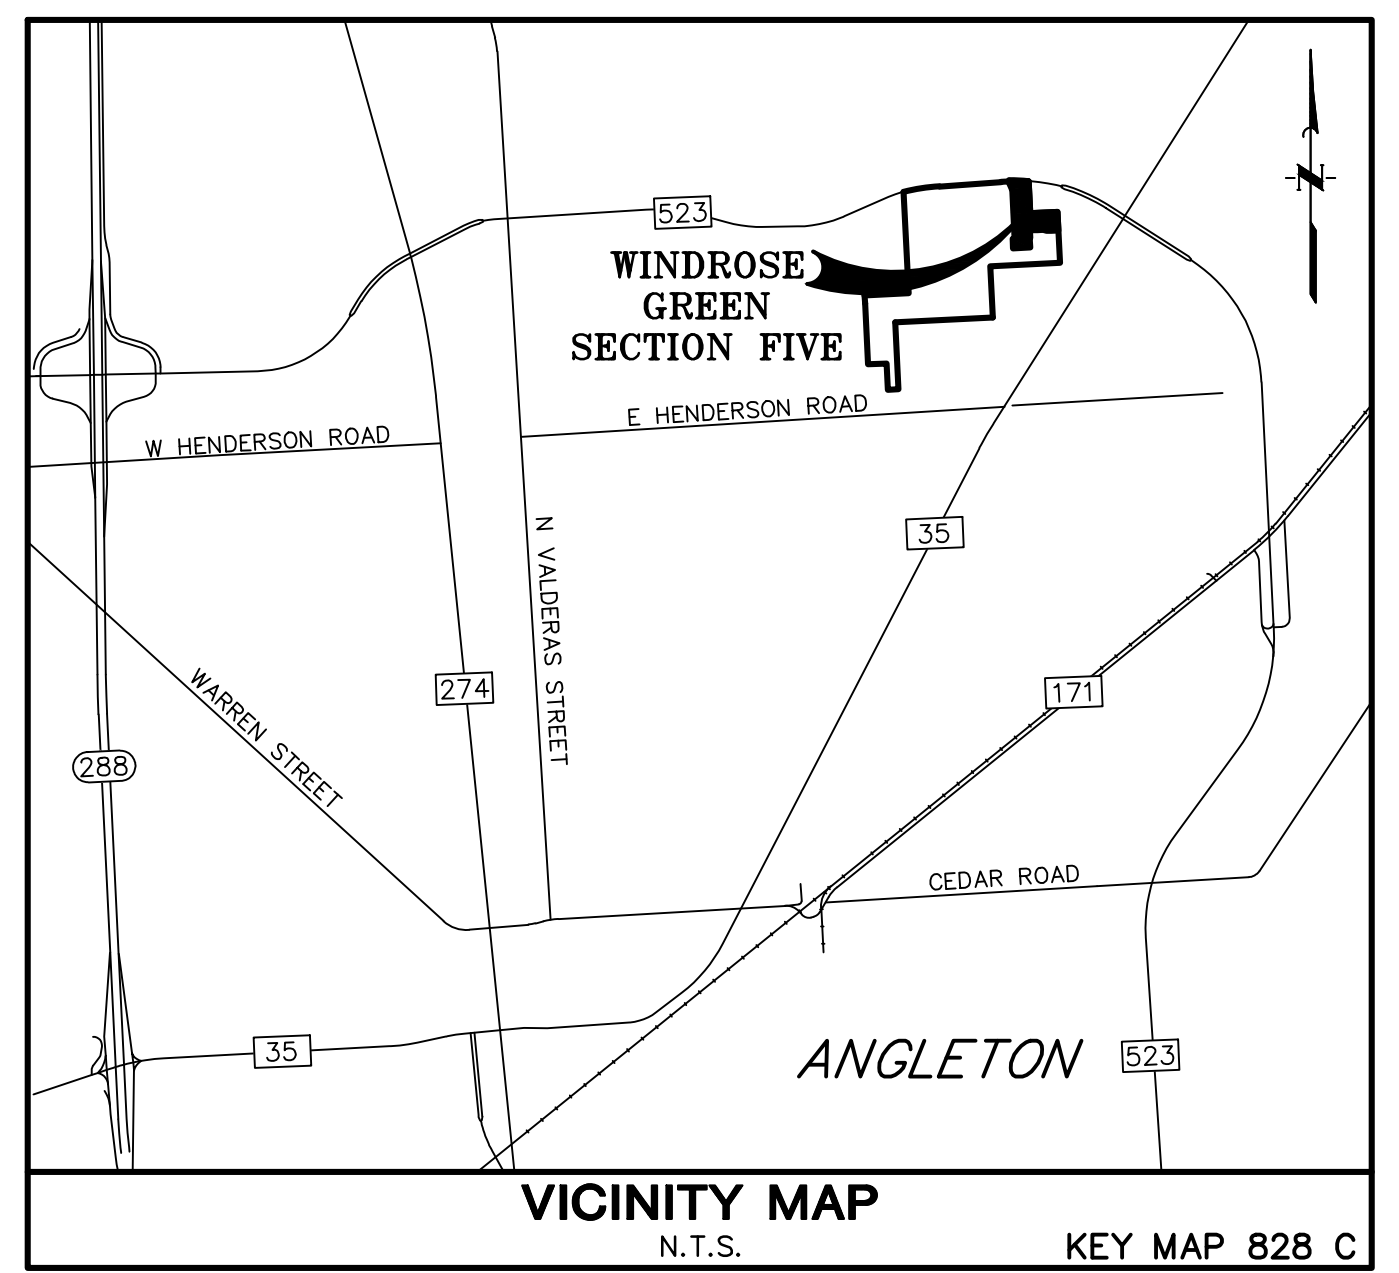 523
N
WINDROSE
GREEN
SECTION FIVE
E HENDERSON ROAD
W HENDERSON ROAD
35
N VALDERAS STREET
274
171
WARREN STREET
288
CEDAR ROAD
35
ANGLETON
523
VICINITY MAP
N.T.S.
KEY MAP 828 C